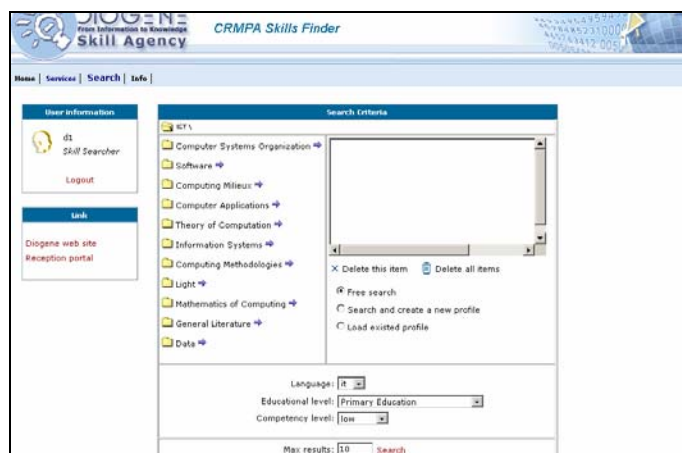 DIOGENE
From Information to Knowledge
Skill Agency
CRMPA Skills Finder
Home | Services | Search | Info |
User information
d1
Skill Searcher
Logout
Link
Diogene web site
Reception portal
Search Criteria
ICT \
Computer Systems Organization
Software
Computing Milieux
Computer Applications
Theory of Computation
Information Systems
Computing Methodologies
Light
Mathematics of Computing
General Literature
Data
Delete this item Delete all items
Free search
Search and create a new profile
Load existed profile
Language: it
Educational level: Primary Education
Competency level: low
Max results: 10 Search